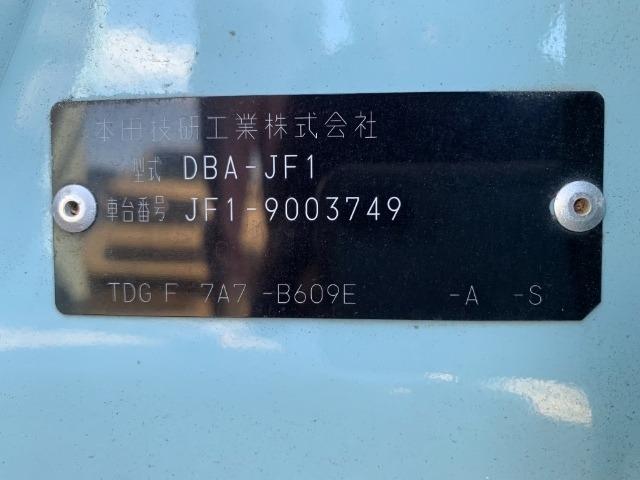 本田技研工業株式会社
型式 DBA-JF1
車台番号 JF1-9003749
TDG F 7A7 -B609E -A -S